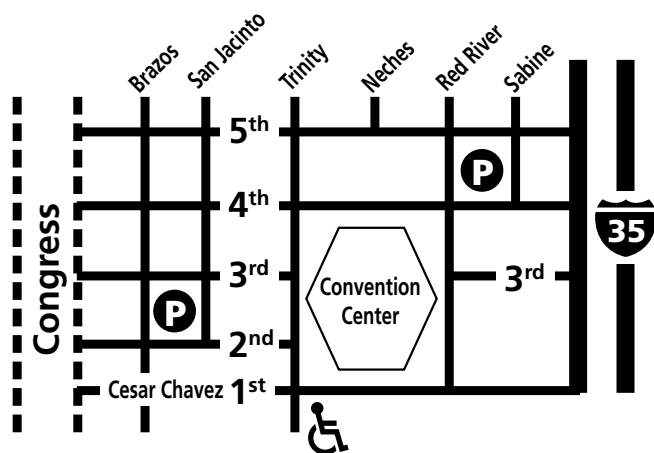 Brazos
San Jacinto
Trinity
Neches
Red River
Sabine
5th
P
4th
35
Congress
3rd
3rd
Convention
Center
P
2nd
Cesar Chavez 1st